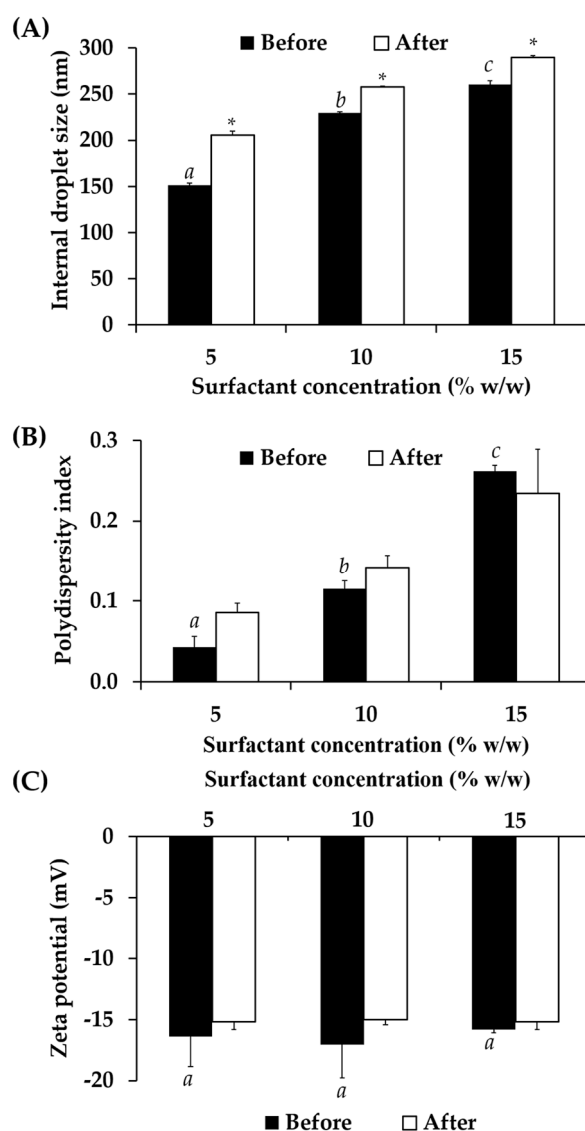 (A)
Before After
Internal droplet size (nm)
300
250
200
150
100
50
0
a
*
b
*
c
*
5 10 15
Surfactant concentration (% w/w)
(B)
Before After
Polydispersity index
0.3
0.2
0.1
0.0
a
b
c
5 10 15
Surfactant concentration (% w/w)
(C)
Surfactant concentration (% w/w)
5 10 15
Zeta potential (mV)
0
-5
-10
-15
-20
a
a
a
Before After